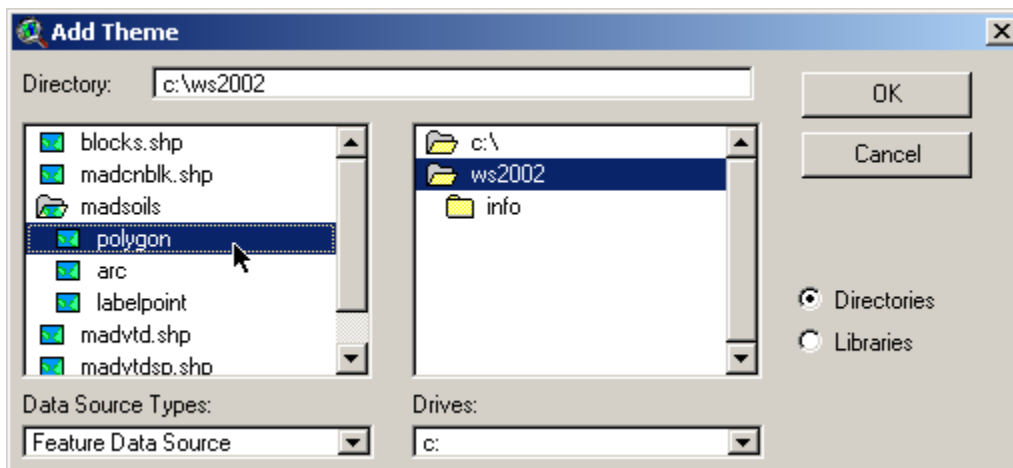 Add Theme
Directory: c:\ws2002
OK
Cancel
blocks.shp
madcnblk.shp
madsoils
polygon
arc
labelpoint
madvtd.shp
madvtdsp.shp
c:\
ws2002
info
Directories
Libraries
Data Source Types:
Feature Data Source
Drives:
c: